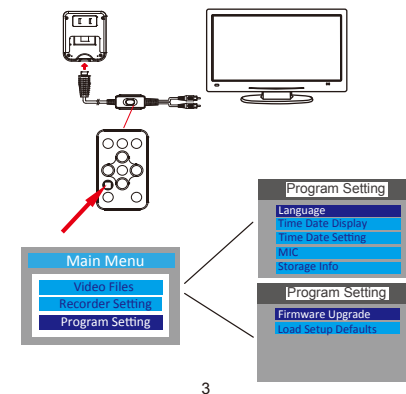 Program Setting
Language
Time Date Display
Time Date Setting
MIC
Storage Info
Main Menu
Video Files
Recorder Setting
Program Setting
Program Setting
Firmware Upgrade
Load Setup Defaults
3